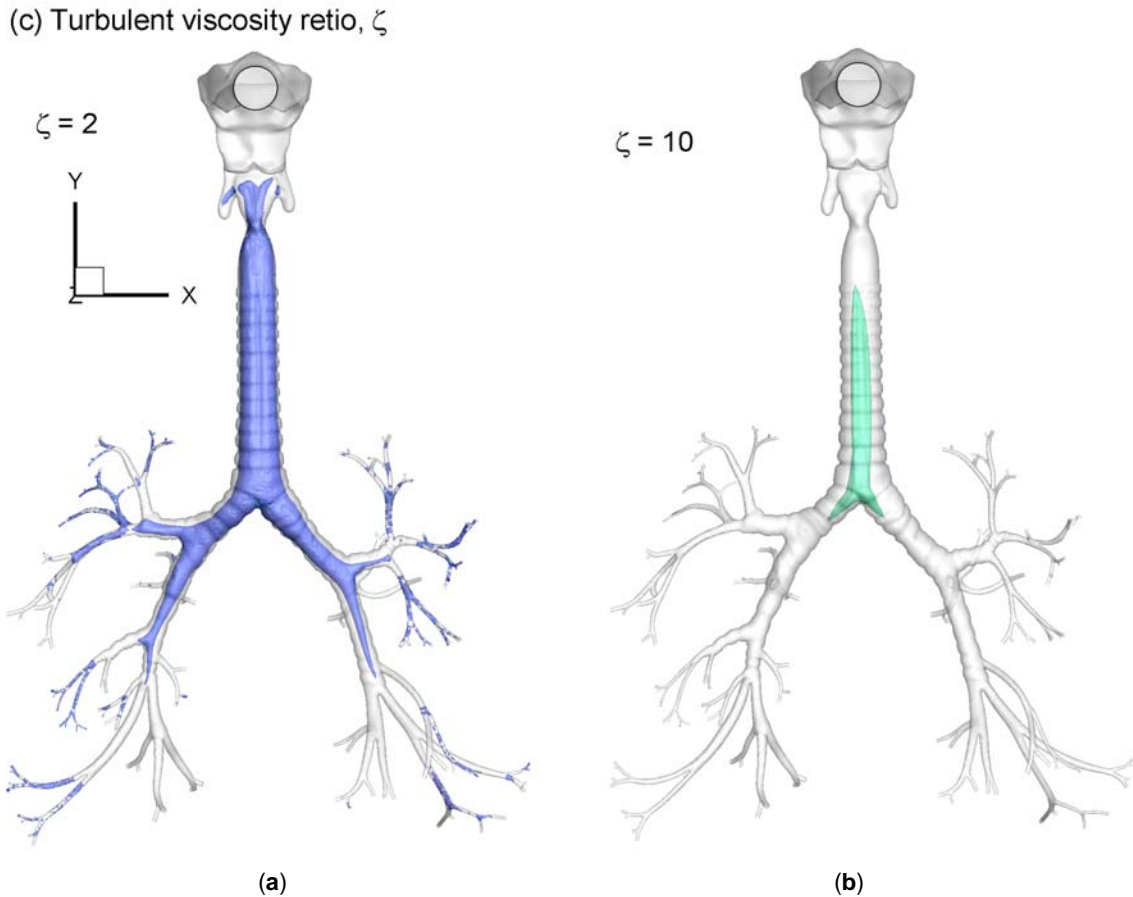 (c) Turbulent viscosity retio, ζ
ζ = 2
ζ = 10
Y
Z
X
(a)
(b)